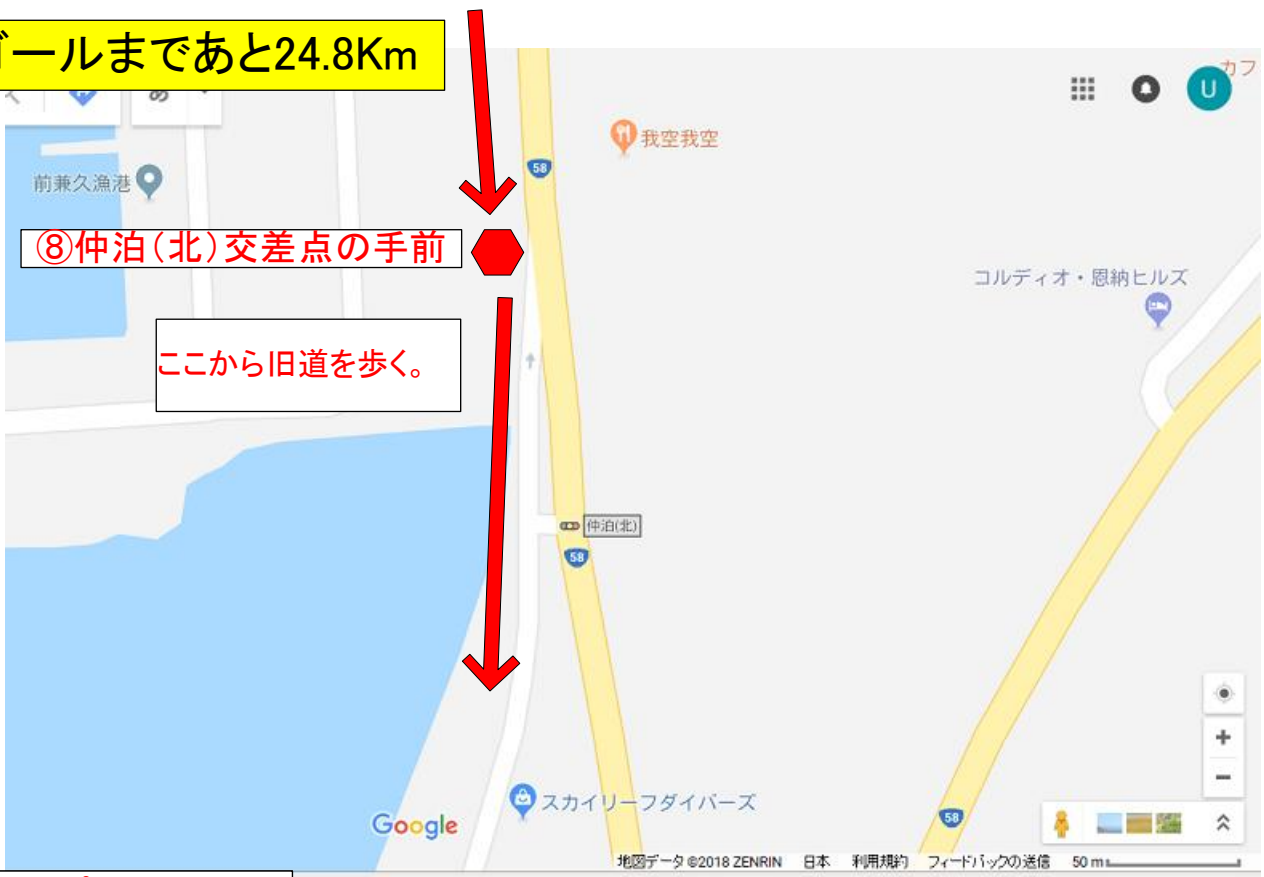 ゴールまであと24.8Km
あ
カフ
U
我空我空
58
前兼久漁港
⑧仲泊(北)交差点の手前
コルディオ・恩納ヒルズ
ここから旧道を歩く。
仲泊(北)
58
スカイリーフダイバーズ
58
Google
地図データ ©2018 ZENRIN 日本 利用規約 フィードバックの送信 50 m